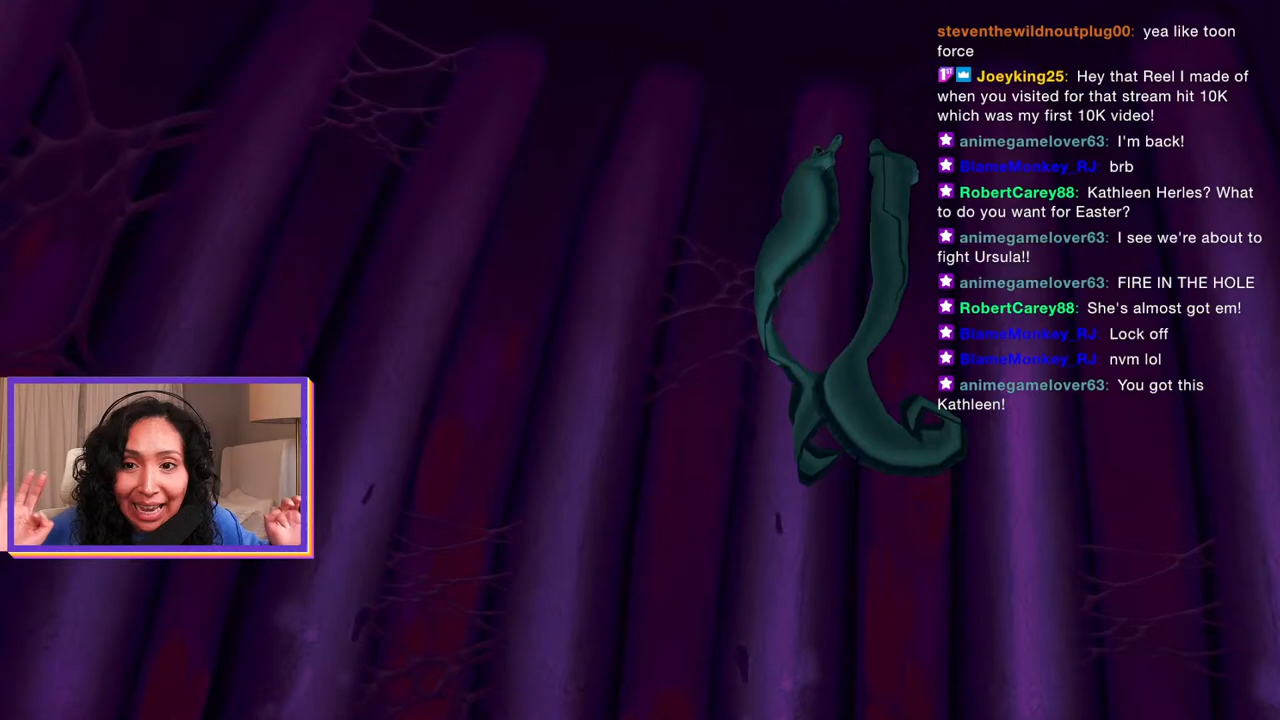 steventhewildnoutplug00: yea like toon
force
1ST Joeyking25: Hey that Reel I made of
when you visited for that stream hit 10K
which was my first 10K video!
animegamelover63: I'm back!
BlameMonkey_RJ: brb
RobertCarey88: Kathleen Herles? What
to do you want for Easter?
animegamelover63: I see we're about to
fight Ursula!!
animegamelover63: FIRE IN THE HOLE
RobertCarey88: She's almost got em!
BlameMonkey_RJ: Lock off
BlameMonkey_RJ: nvm lol
animegamelover63: You got this
Kathleen!